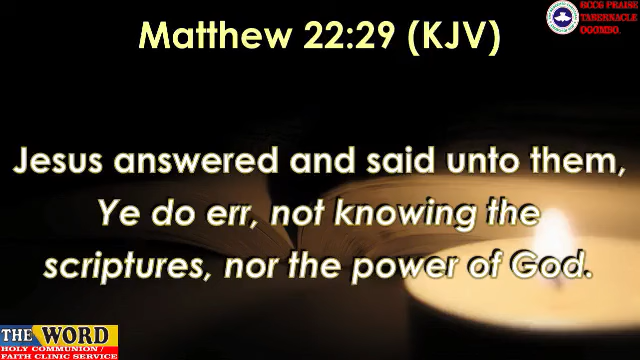 Matthew 22:29 (KJV)
RCCG PRAISE
TABERNACLE
OGOMBO.
Jesus answered and said unto them,
Ye do err, not knowing the
scriptures, nor the power of God.
THE WORD
HOLY COMMUNION /
FAITH CLINIC SERVICE